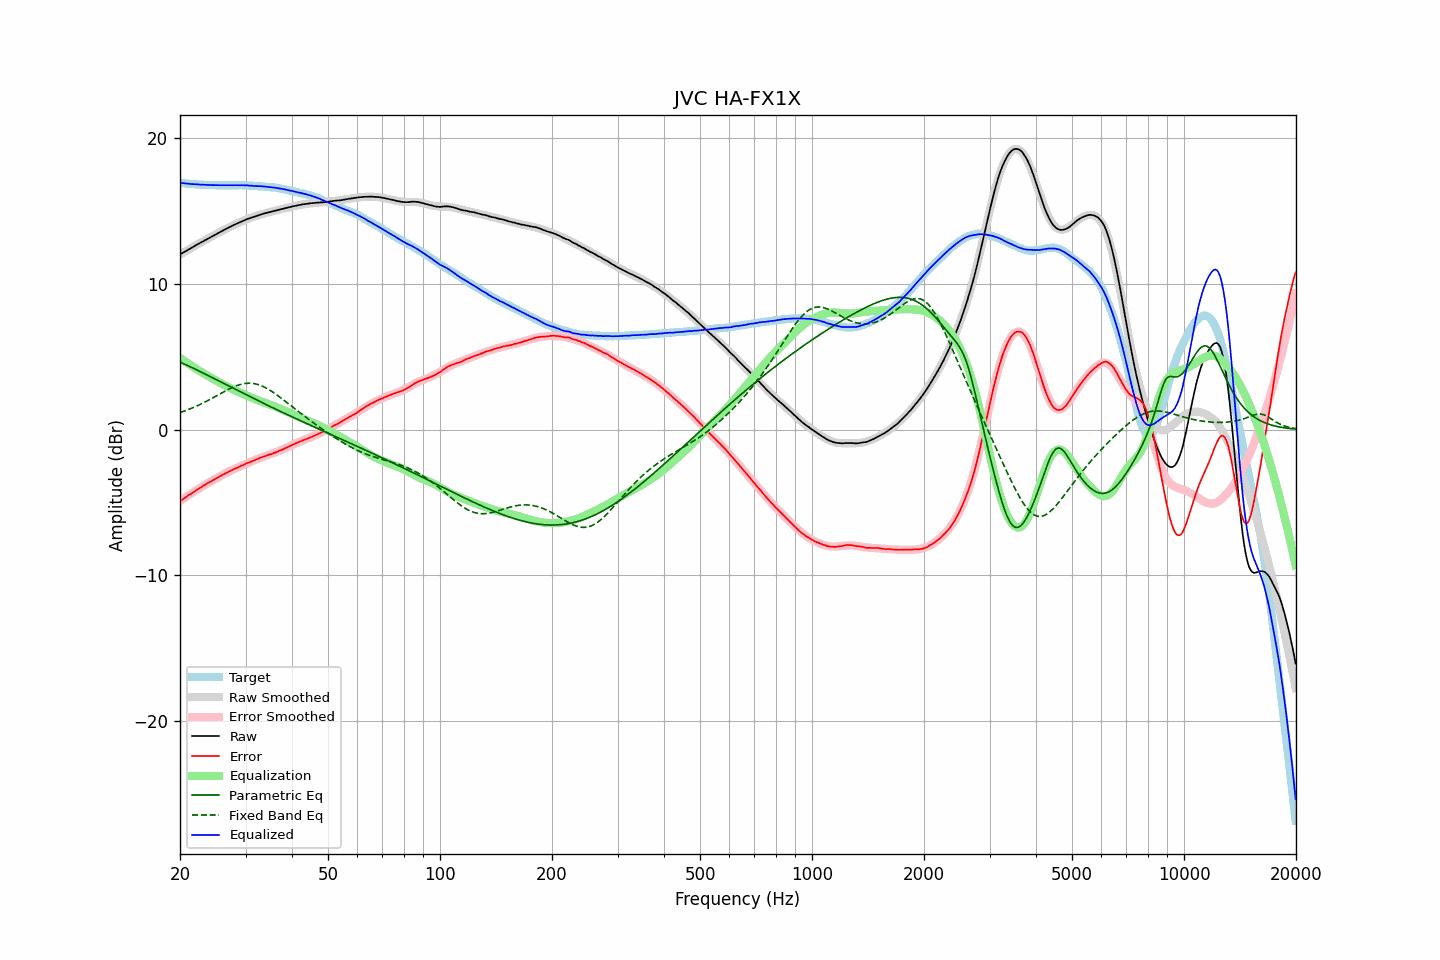 JVC HA-FX1X
Amplitude (dBr)
20
10
0
−10
−20
Target
Raw Smoothed
Error Smoothed
Raw
Error
Equalization
Parametric Eq
Fixed Band Eq
Equalized
20 50 100 200 500 1000 2000 5000 10000 20000
Frequency (Hz)